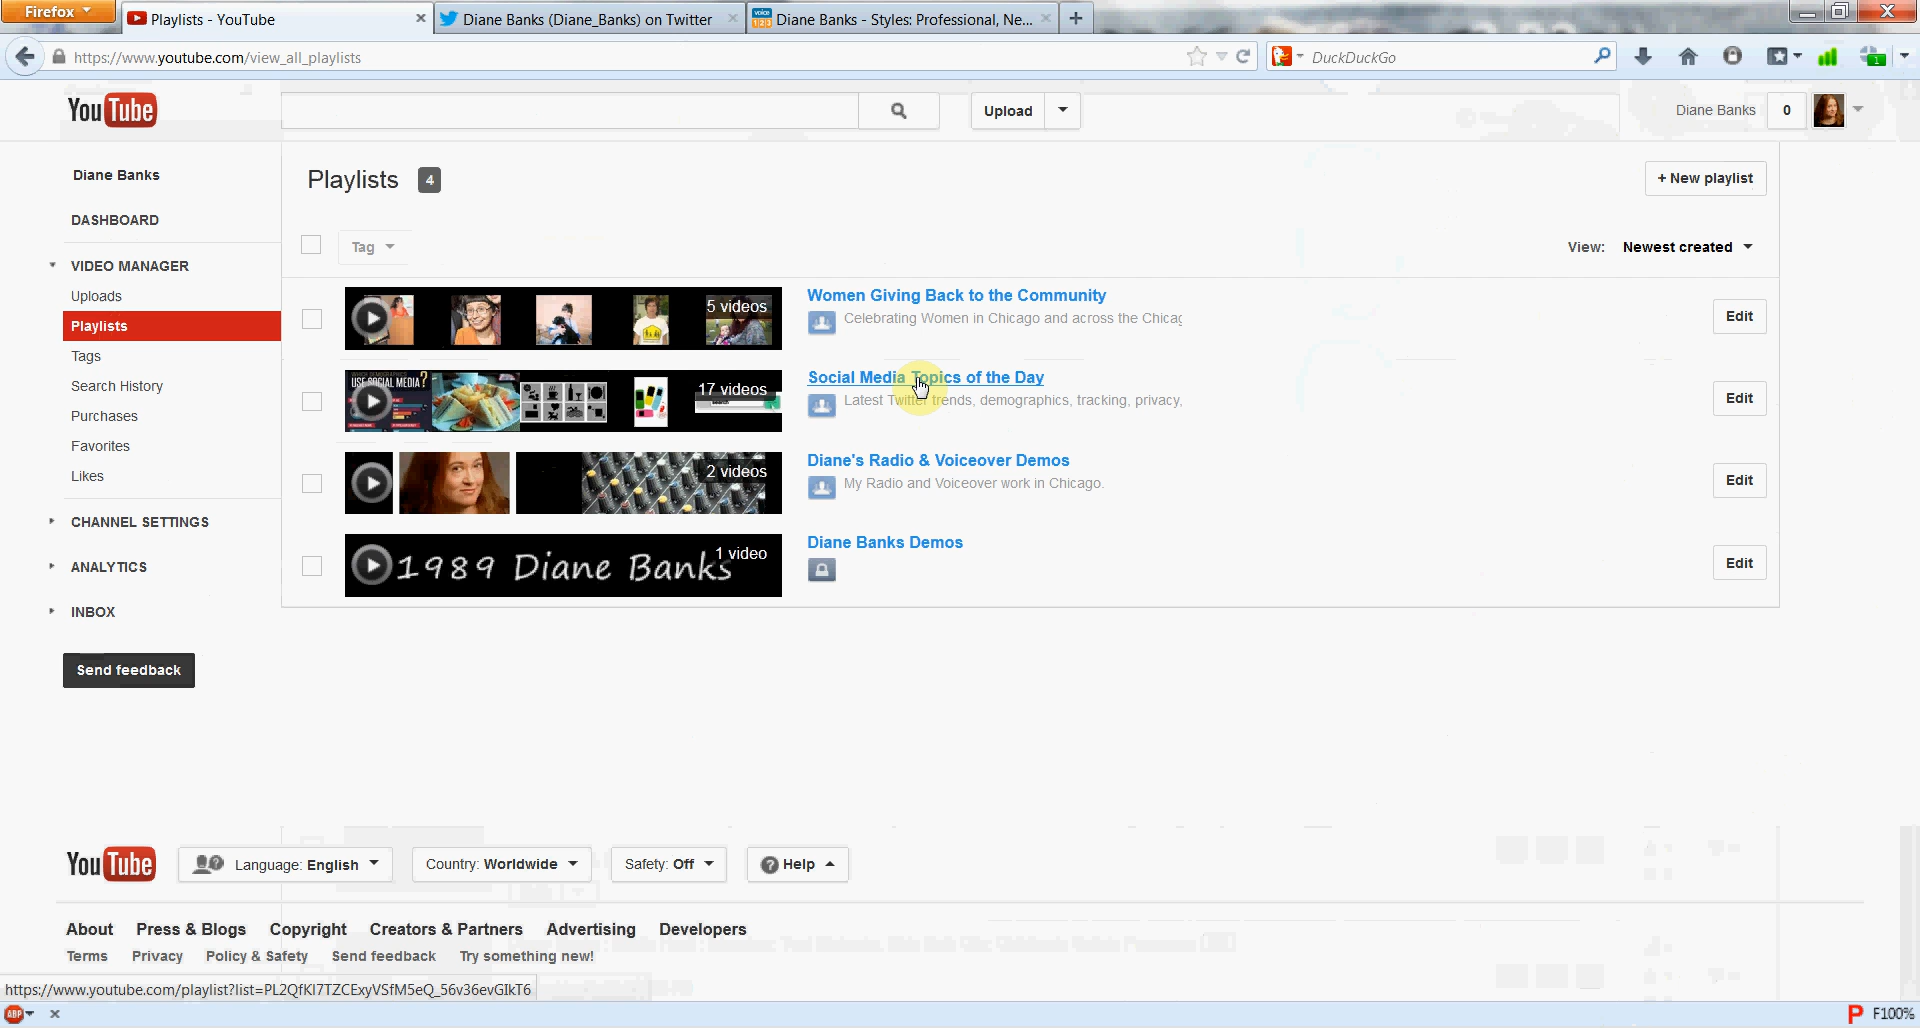 Firefox
Playlists - YouTube
Diane Banks (Diane_Banks) on Twitter
Diane Banks - Styles: Professional, Ne...
https://www.youtube.com/view_all_playlists
DuckDuckGo
1
YouTube
Upload
Diane Banks
0
Diane Banks
DASHBOARD
VIDEO MANAGER
Uploads
Playlists
Tags
Search History
Purchases
Favorites
Likes
CHANNEL SETTINGS
ANALYTICS
INBOX
Send feedback
Playlists 4
+ New playlist
Tag
View: Newest created
5 videos
Women Giving Back to the Community
Celebrating Women in Chicago and across the Chicag
Edit
USE SOCIAL MEDIA?
17 videos
Social Media Topics of the Day
Latest Twitter trends, demographics, tracking, privacy,
Edit
2 videos
Diane's Radio & Voiceover Demos
My Radio and Voiceover work in Chicago.
Edit
1989 Diane Banks
1 video
Diane Banks Demos
Edit
YouTube
Language: English
Country: Worldwide
Safety: Off
Help
About Press & Blogs Copyright Creators & Partners Advertising Developers
Terms Privacy Policy & Safety Send feedback Try something new!
https://www.youtube.com/playlist?list=PL2QfKl7TZCExyVSfM5eQ_56v36evGIkT6
ABP
F100%